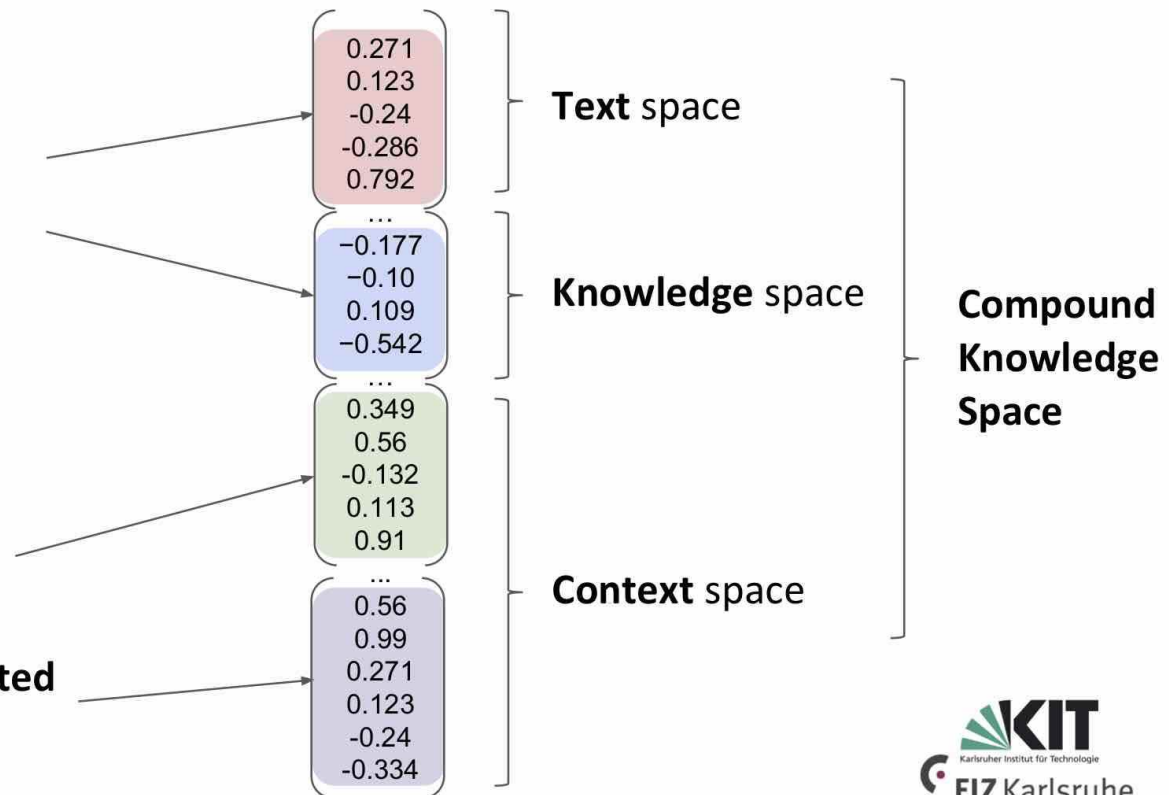 0.271
0.123
-0.24
-0.286
0.792
...
Text space
−0.177
−0.10
0.109
−0.542
...
Knowledge space
Compound
Knowledge
Space
0.349
0.56
-0.132
0.113
0.91
...
Context space
0.56
0.99
0.271
0.123
-0.24
-0.334
ted
KIT
Karlsruher Institut für Technologie
FIZ Karlsruhe